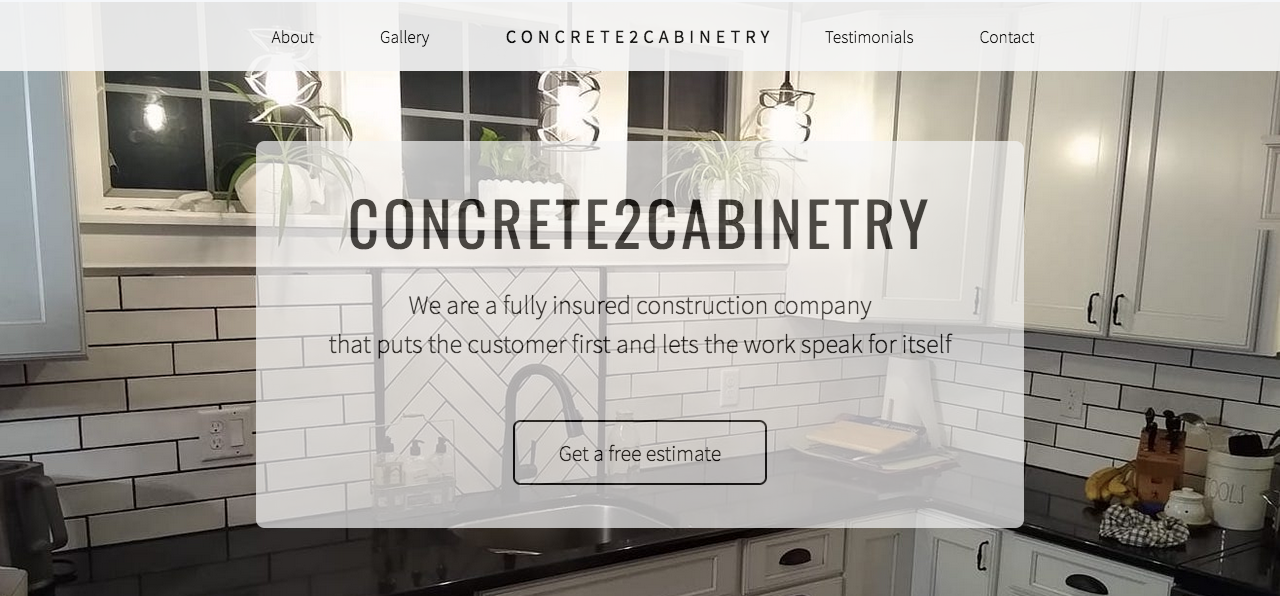 About
Gallery
CONCRETE2CABINETRY
Testimonials
Contact
CONCRETE2CABINETRY
We are a fully insured construction company
that puts the customer first and lets the work speak for itself
Get a free estimate
TOOLS